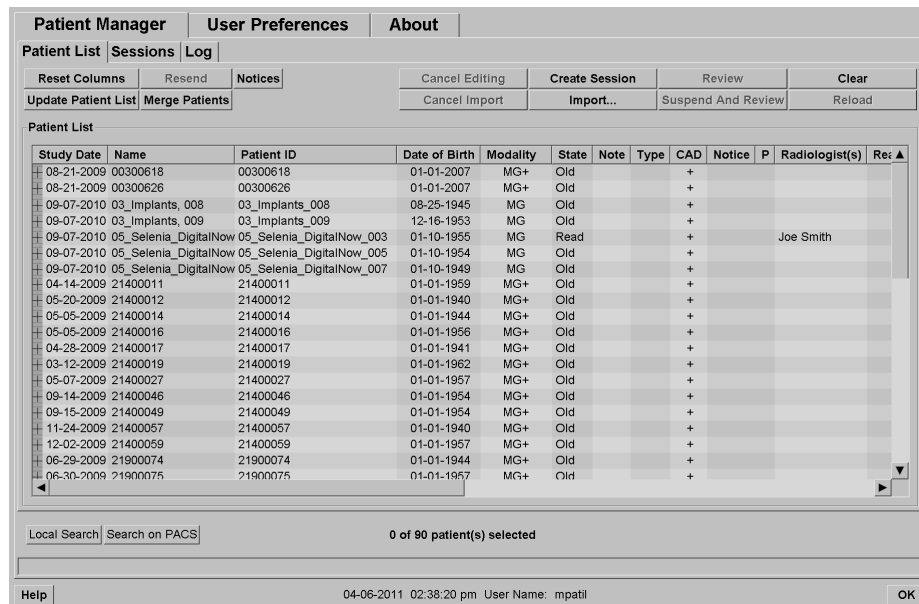 Patient Manager User Preferences About
Patient List Sessions Log
Reset Columns Resend Notices Cancel Editing Create Session Review Clear
Update Patient List Merge Patients Cancel Import Import... Suspend And Review Reload
Patient List
Study Date Name Patient ID Date of Birth Modality State Note Type CAD Notice P Radiologist(s) Rea
08-21-2009 00300618 00300618 01-01-2007 MG+ Old +
08-21-2009 00300626 00300626 01-01-2007 MG+ Old +
09-07-2010 03_Implants, 008 03_Implants_008 08-25-1945 MG Old +
09-07-2010 03_Implants, 009 03_Implants_009 12-16-1953 MG Old +
09-07-2010 05_Selenia_DigitalNow 05_Selenia_DigitalNow_003 01-10-1955 MG Read + Joe Smith
09-07-2010 05_Selenia_DigitalNow 05_Selenia_DigitalNow_005 01-10-1954 MG Old +
09-07-2010 05_Selenia_DigitalNow 05_Selenia_DigitalNow_007 01-10-1949 MG Old +
04-14-2009 21400011 21400011 01-01-1959 MG+ Old +
05-20-2009 21400012 21400012 01-01-1940 MG+ Old +
05-05-2009 21400014 21400014 01-01-1944 MG+ Old +
05-05-2009 21400016 21400016 01-01-1956 MG+ Old +
04-28-2009 21400017 21400017 01-01-1941 MG+ Old +
03-12-2009 21400019 21400019 01-01-1962 MG+ Old +
05-07-2009 21400027 21400027 01-01-1957 MG+ Old +
09-14-2009 21400046 21400046 01-01-1954 MG+ Old +
09-15-2009 21400049 21400049 01-01-1954 MG+ Old +
11-24-2009 21400057 21400057 01-01-1940 MG+ Old +
12-02-2009 21400059 21400059 01-01-1957 MG+ Old +
06-29-2009 21900074 21900074 01-01-1944 MG+ Old +
06-30-2009 21900075 21900075 01-01-1957 MG+ Old +
Local Search Search on PACS 0 of 90 patient(s) selected
Help 04-06-2011 02:38:20 pm User Name: mpatil OK